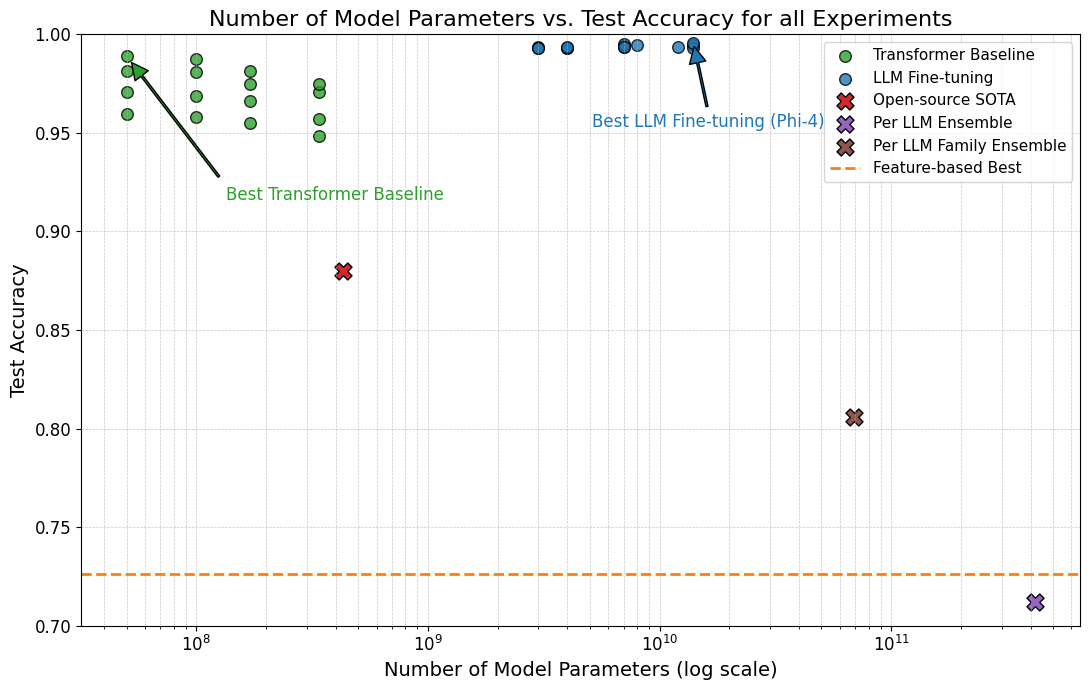 Number of Model Parameters vs. Test Accuracy for all Experiments
Test Accuracy
1.00
0.95
0.90
0.85
0.80
0.75
0.70
Transformer Baseline
LLM Fine-tuning
Open-source SOTA
Per LLM Ensemble
Per LLM Family Ensemble
Feature-based Best
Best LLM Fine-tuning (Phi-4)
Best Transformer Baseline
10⁸
10⁹
10¹⁰
10¹¹
Number of Model Parameters (log scale)